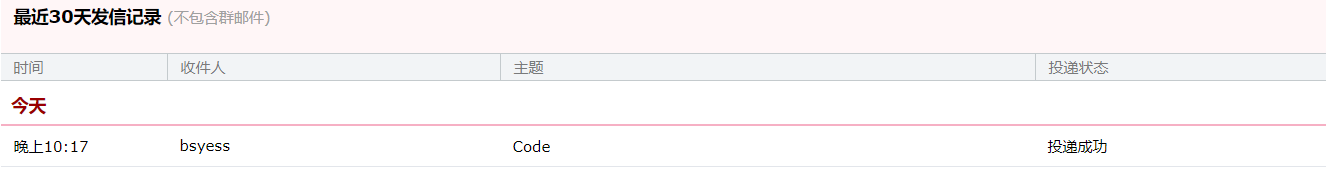 最近30天发信记录 (不包含群邮件)
时间 收件人 主题 投递状态
今天
晚上10:17 bsyess Code 投递成功